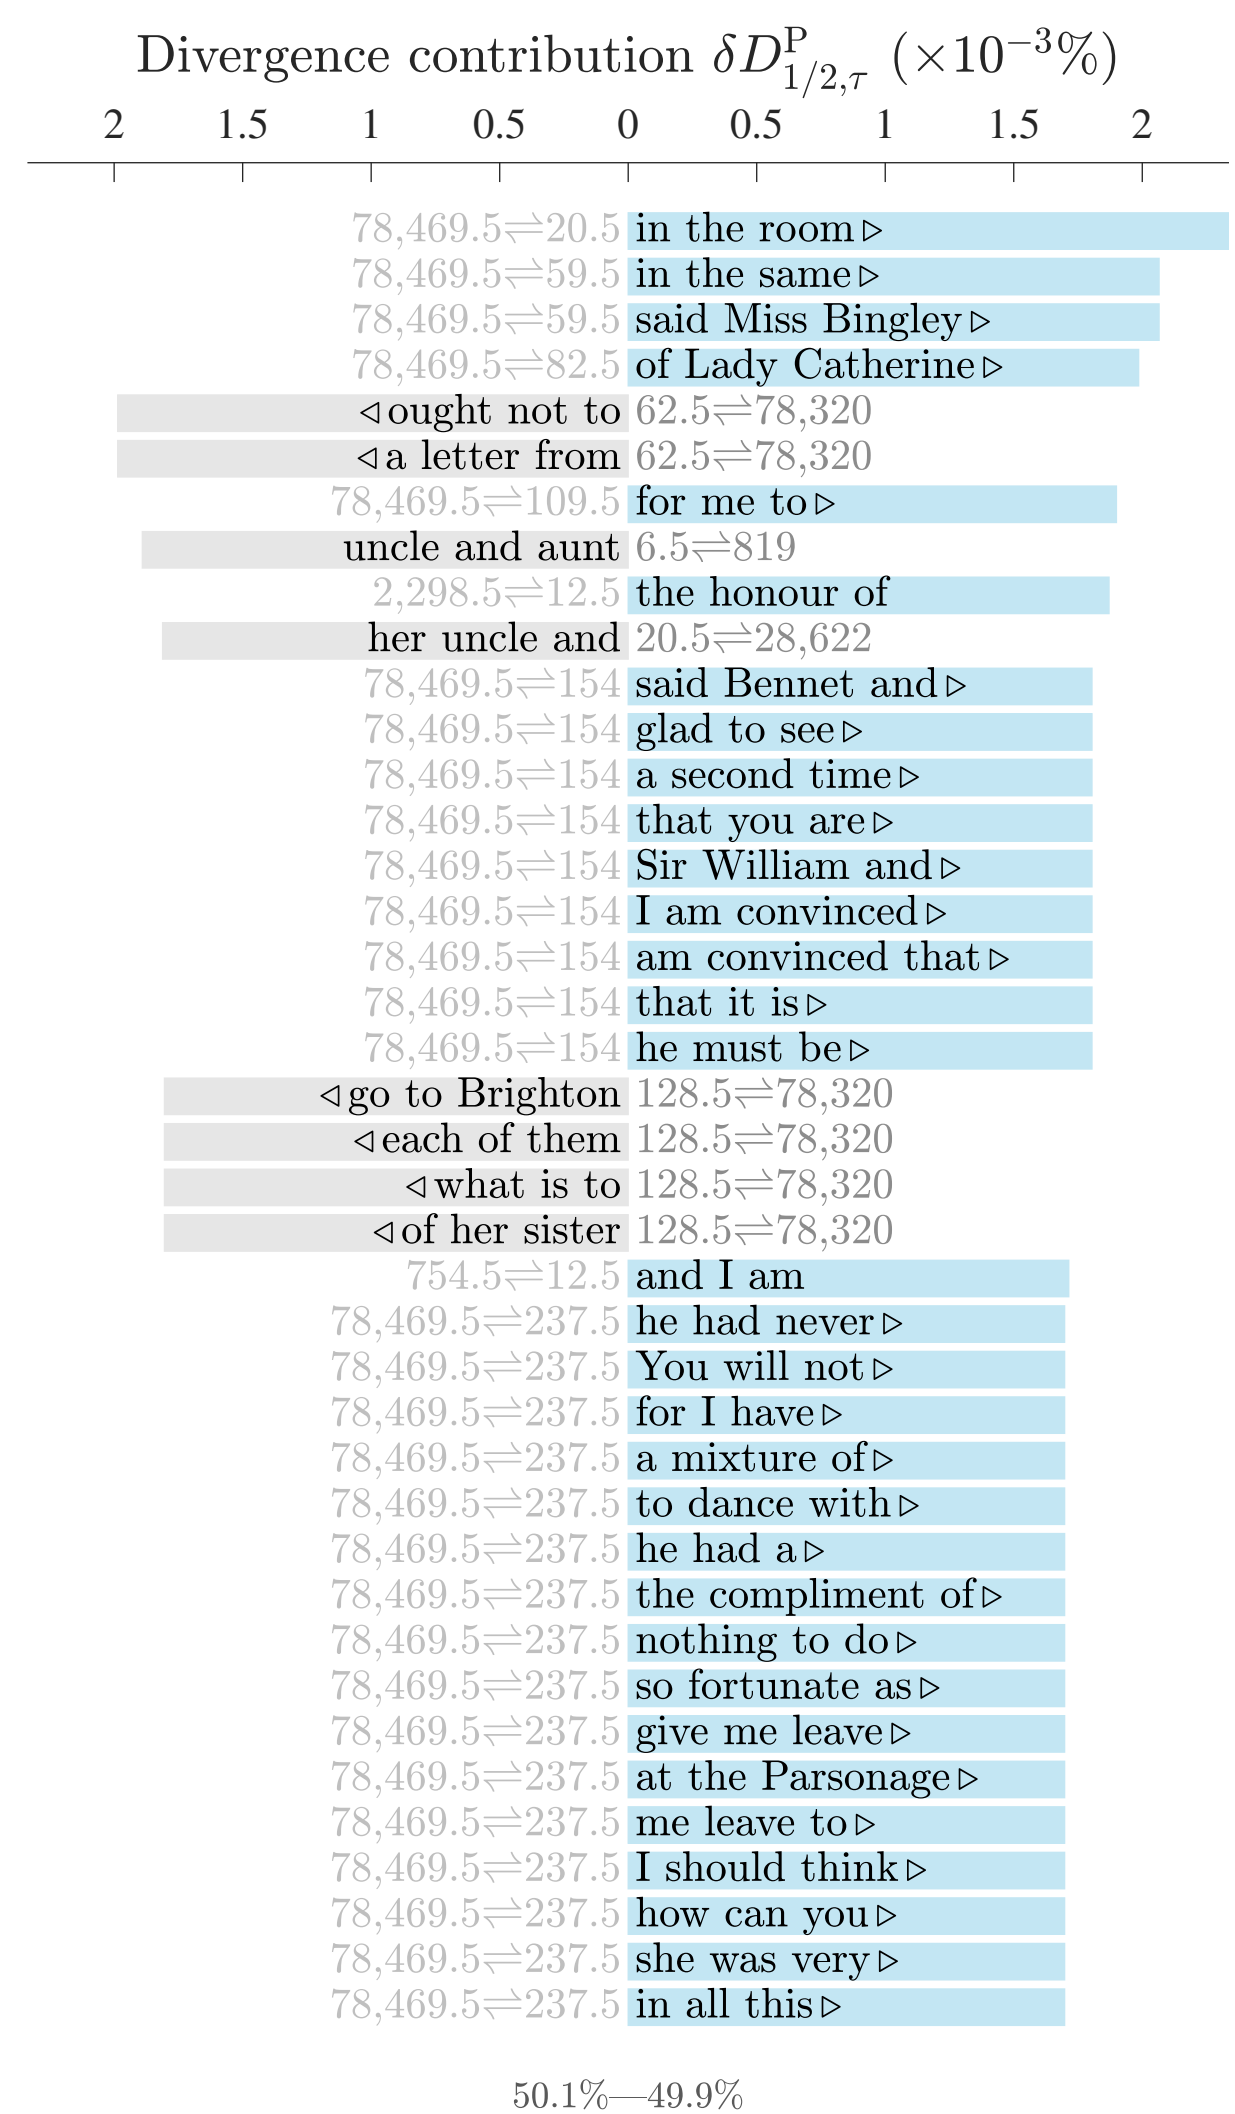 Divergence contribution δD^P_{1/2,τ} (×10⁻³%)
2 1.5 1 0.5 0 0.5 1 1.5 2
78,469.5⇌20.5 in the room▷
78,469.5⇌59.5 in the same▷
78,469.5⇌59.5 said Miss Bingley▷
78,469.5⇌82.5 of Lady Catherine▷
◁ought not to 62.5⇌78,320
◁a letter from 62.5⇌78,320
78,469.5⇌109.5 for me to▷
uncle and aunt 6.5⇌819
2,298.5⇌12.5 the honour of
her uncle and 20.5⇌28,622
78,469.5⇌154 said Bennet and▷
78,469.5⇌154 glad to see▷
78,469.5⇌154 a second time▷
78,469.5⇌154 that you are▷
78,469.5⇌154 Sir William and▷
78,469.5⇌154 I am convinced▷
78,469.5⇌154 am convinced that▷
78,469.5⇌154 that it is▷
78,469.5⇌154 he must be▷
◁go to Brighton 128.5⇌78,320
◁each of them 128.5⇌78,320
◁what is to 128.5⇌78,320
◁of her sister 128.5⇌78,320
754.5⇌12.5 and I am
78,469.5⇌237.5 he had never▷
78,469.5⇌237.5 You will not▷
78,469.5⇌237.5 for I have▷
78,469.5⇌237.5 a mixture of▷
78,469.5⇌237.5 to dance with▷
78,469.5⇌237.5 he had a▷
78,469.5⇌237.5 the compliment of▷
78,469.5⇌237.5 nothing to do▷
78,469.5⇌237.5 so fortunate as▷
78,469.5⇌237.5 give me leave▷
78,469.5⇌237.5 at the Parsonage▷
78,469.5⇌237.5 me leave to▷
78,469.5⇌237.5 I should think▷
78,469.5⇌237.5 how can you▷
78,469.5⇌237.5 she was very▷
78,469.5⇌237.5 in all this▷
50.1%—49.9%